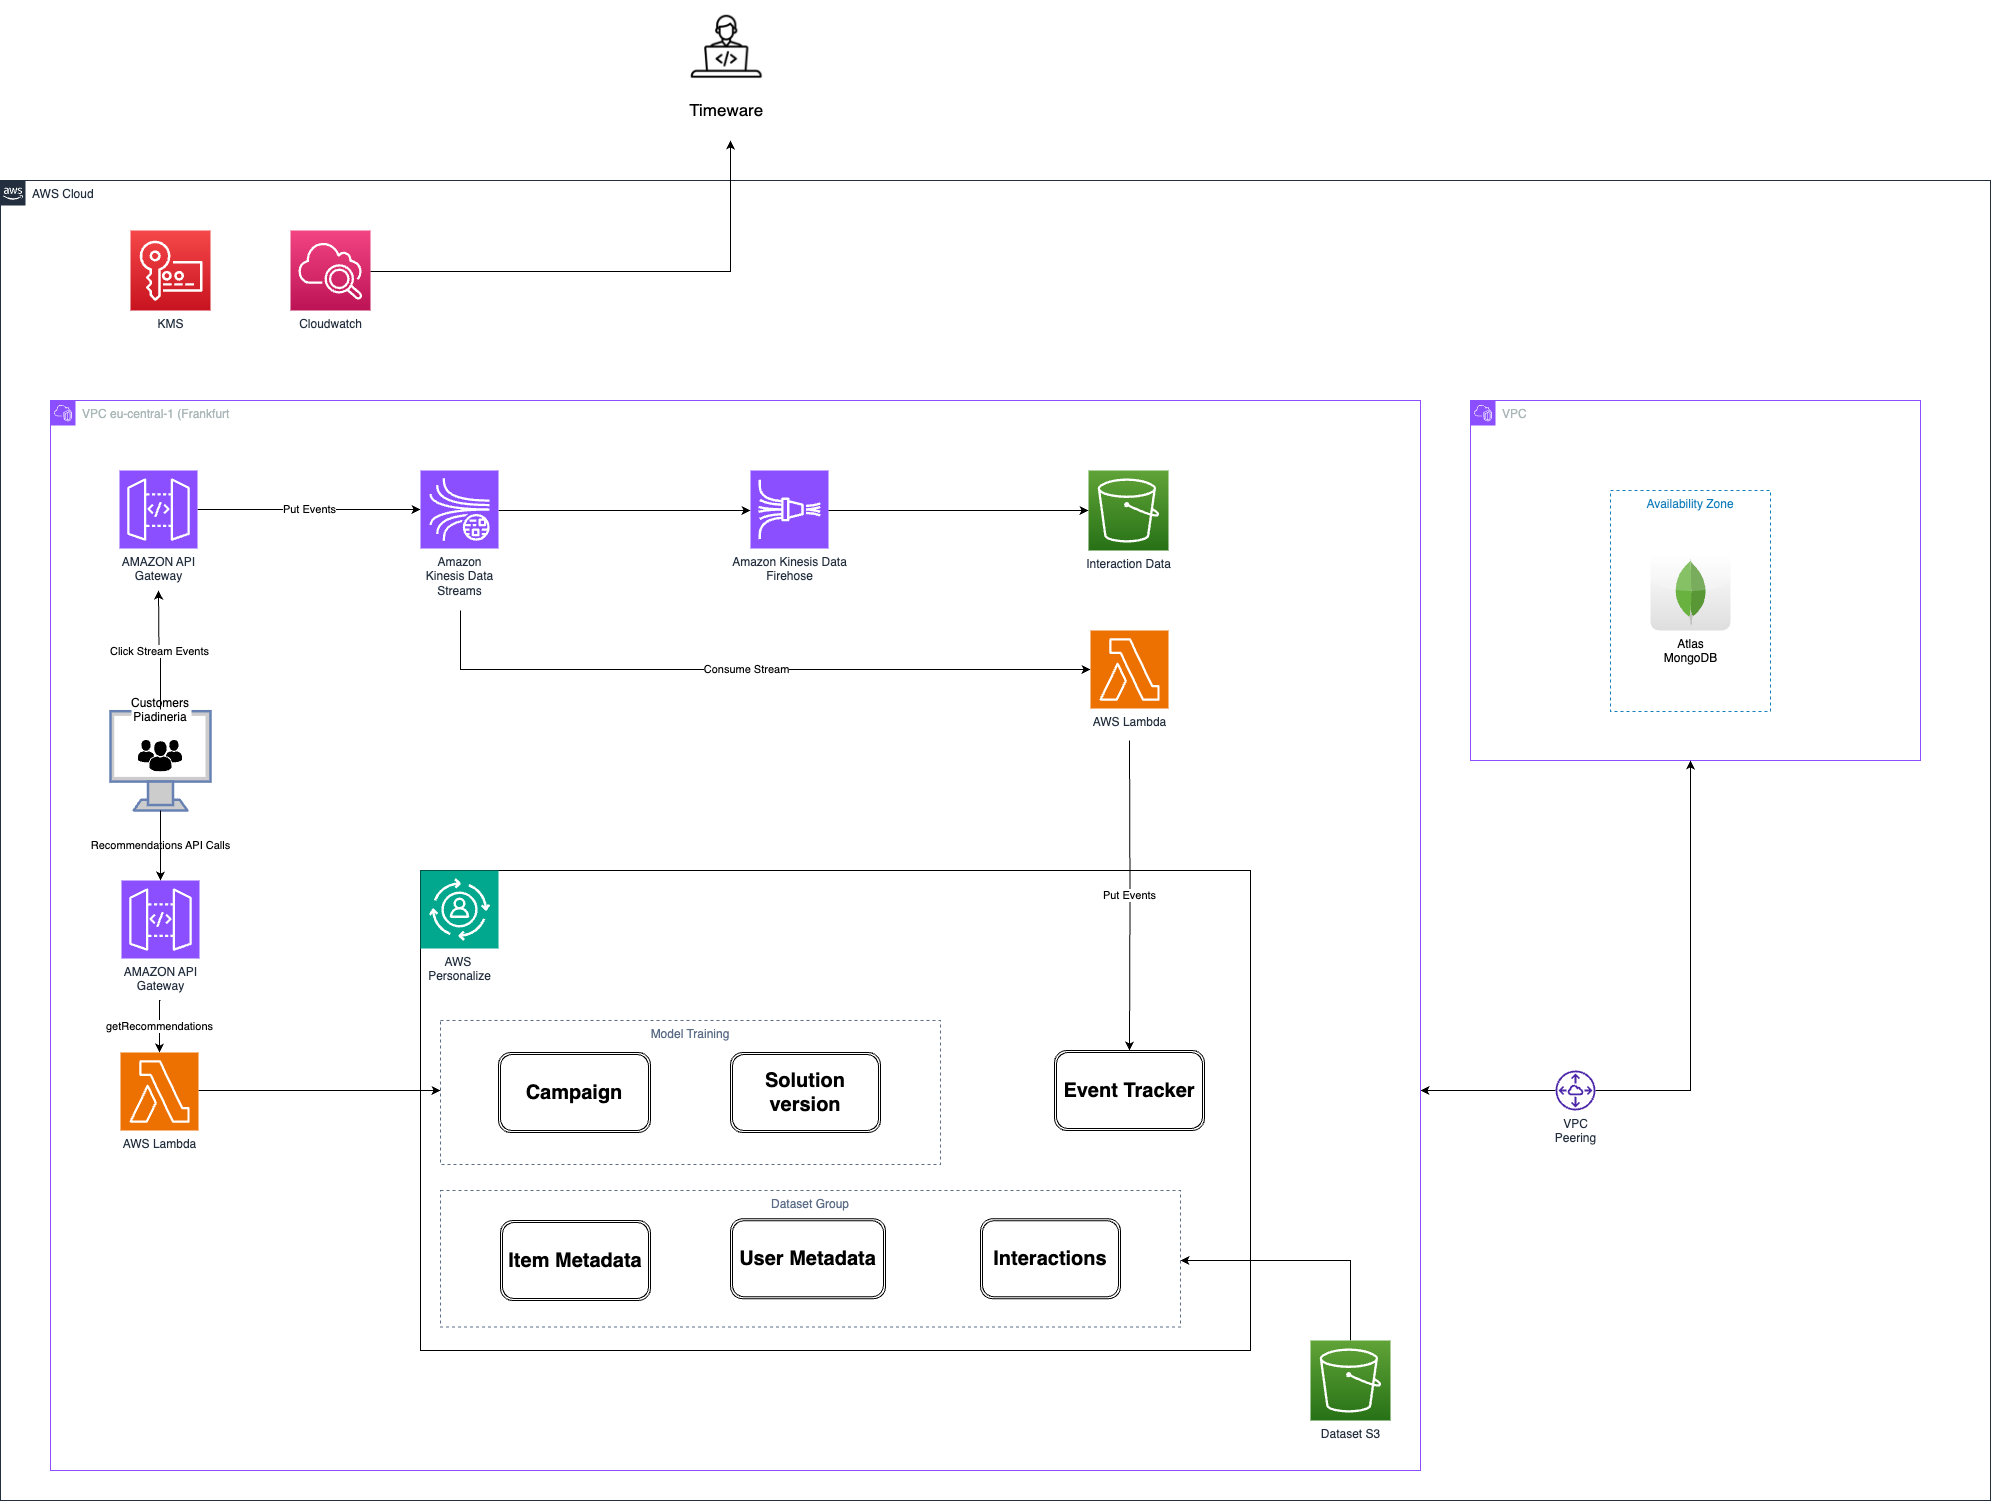 Timeware
aws
AWS Cloud
KMS
Cloudwatch
VPC eu-central-1 (Frankfurt
VPC
Put Events
AMAZON API
Gateway
Amazon
Kinesis Data
Streams
Amazon Kinesis Data
Firehose
Interaction Data
Availability Zone
Atlas
MongoDB
Click Stream Events
Consume Stream
AWS Lambda
Customers
Piadineria
Recommendations API Calls
AMAZON API
Gateway
getRecommendations
AWS Lambda
AWS
Personalize
Put Events
Model Training
Campaign
Solution
version
Event Tracker
VPC
Peering
Dataset Group
Item Metadata
User Metadata
Interactions
Dataset S3